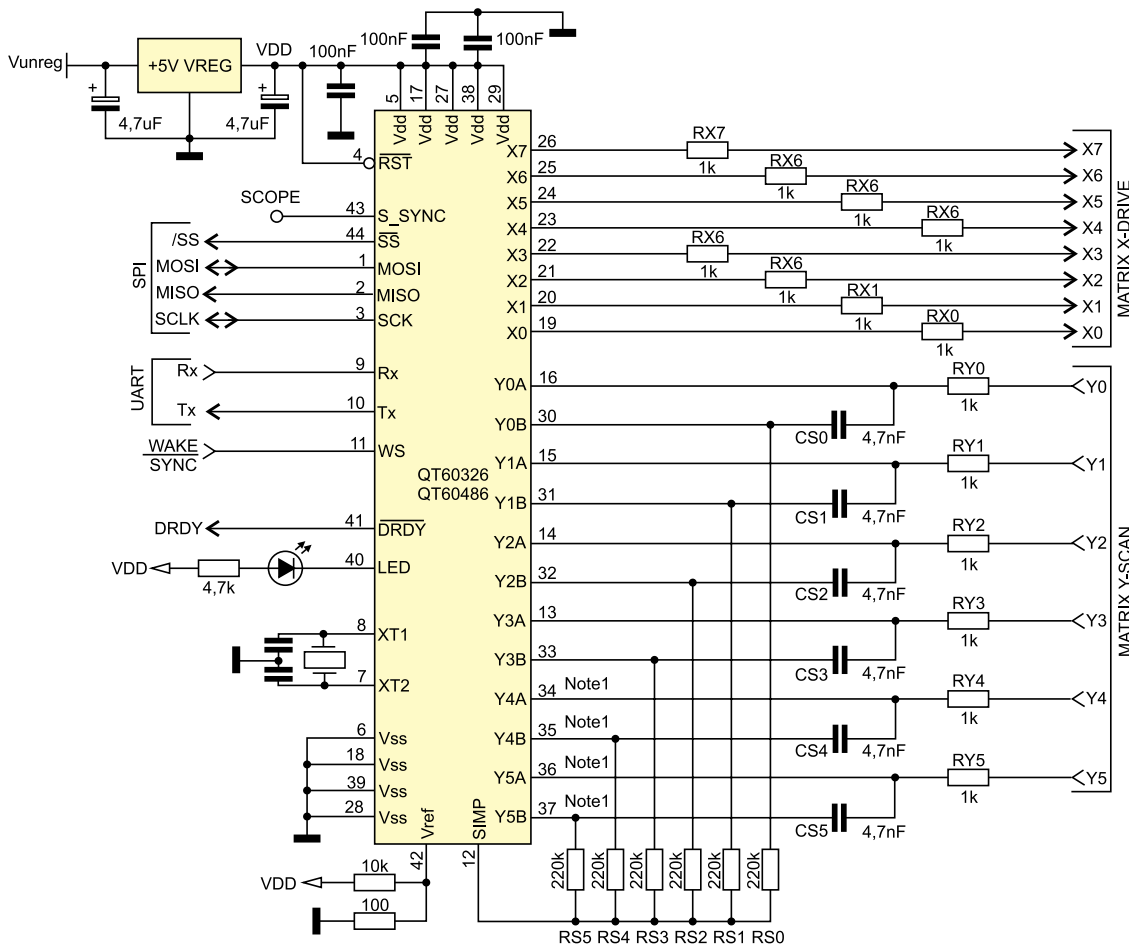 100nF 100nF
Vunreg +5V VREG VDD 100nF
+ +
4,7uF 4,7uF
5 17 27 38 29
Vdd Vdd Vdd Vdd Vdd
4 RST
SCOPE
43 S_SYNC
SPI
/SS 44 SS
MOSI 1 MOSI
MISO 2 MISO
SCLK 3 SCK
UART
Rx 9 Rx
Tx 10 Tx
WAKE 11 WS
SYNC
QT60326
QT60486
DRDY 41 DRDY
VDD 4,7k 40 LED
8 XT1
7 XT2
6 Vss
18 Vss
39 Vss
28 Vss
Vref SIMP
42 12
VDD 10k
100
MATRIX X-DRIVE
X7 26 RX7 1k X7
X6 25 RX6 1k X6
X5 24 RX6 1k X5
X4 23 RX6 1k X4
X3 22 RX6 1k X3
X2 21 RX6 1k X2
X1 20 RX1 1k X1
X0 19 RX0 1k X0
MATRIX Y-SCAN
Y0A 16 RY0 1k Y0
Y0B 30 CS0 4,7nF
Y1A 15 RY1 1k Y1
Y1B 31 CS1 4,7nF
Y2A 14 RY2 1k Y2
Y2B 32 CS2 4,7nF
Y3A 13 RY3 1k Y3
Y3B 33 CS3 4,7nF
Y4A 34 Note1 RY4 1k Y4
Y4B 35 Note1 CS4 4,7nF
Y5A 36 Note1 RY5 1k Y5
Y5B 37 Note1 CS5 4,7nF
220k 220k 220k 220k 220k 220k
RS5 RS4 RS3 RS2 RS1 RS0